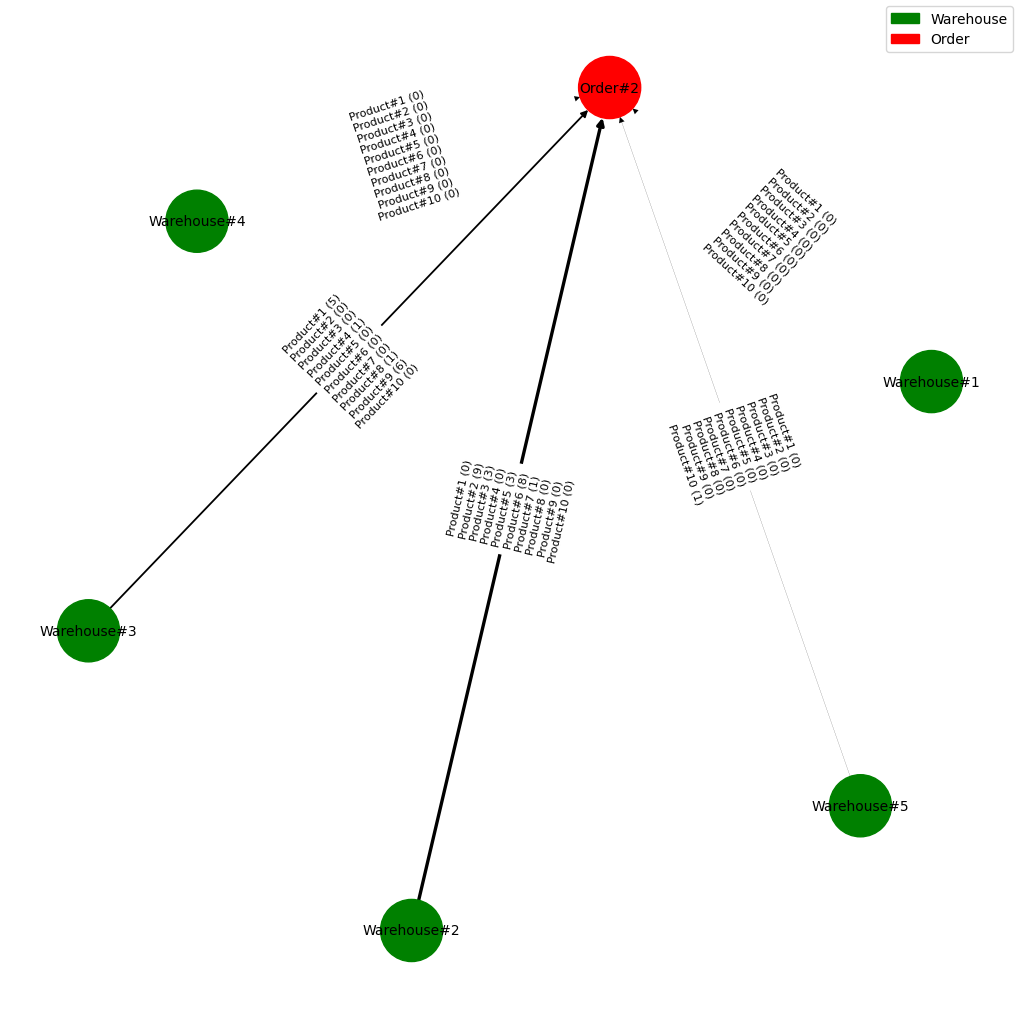 Warehouse
Order
Order#2
Product#1 (0)
Product#2 (0)
Product#3 (0)
Product#4 (0)
Product#5 (0)
Product#6 (0)
Product#7 (0)
Product#8 (0)
Product#9 (0)
Product#10 (0)
Product#1 (0)
Product#2 (0)
Product#3 (0)
Product#4 (0)
Product#5 (0)
Product#6 (0)
Product#7 (0)
Product#8 (0)
Product#9 (0)
Product#10 (0)
Warehouse#4
Product#1 (5)
Product#2 (0)
Product#3 (0)
Product#4 (1)
Product#5 (0)
Product#6 (0)
Product#7 (0)
Product#8 (1)
Product#9 (6)
Product#10 (0)
Warehouse#1
Product#1 (0)
Product#2 (0)
Product#3 (0)
Product#4 (0)
Product#5 (0)
Product#6 (0)
Product#7 (0)
Product#8 (0)
Product#9 (0)
Product#10 (1)
Product#1 (0)
Product#2 (9)
Product#3 (3)
Product#4 (0)
Product#5 (3)
Product#6 (8)
Product#7 (1)
Product#8 (0)
Product#9 (0)
Product#10 (0)
Warehouse#3
Warehouse#5
Warehouse#2